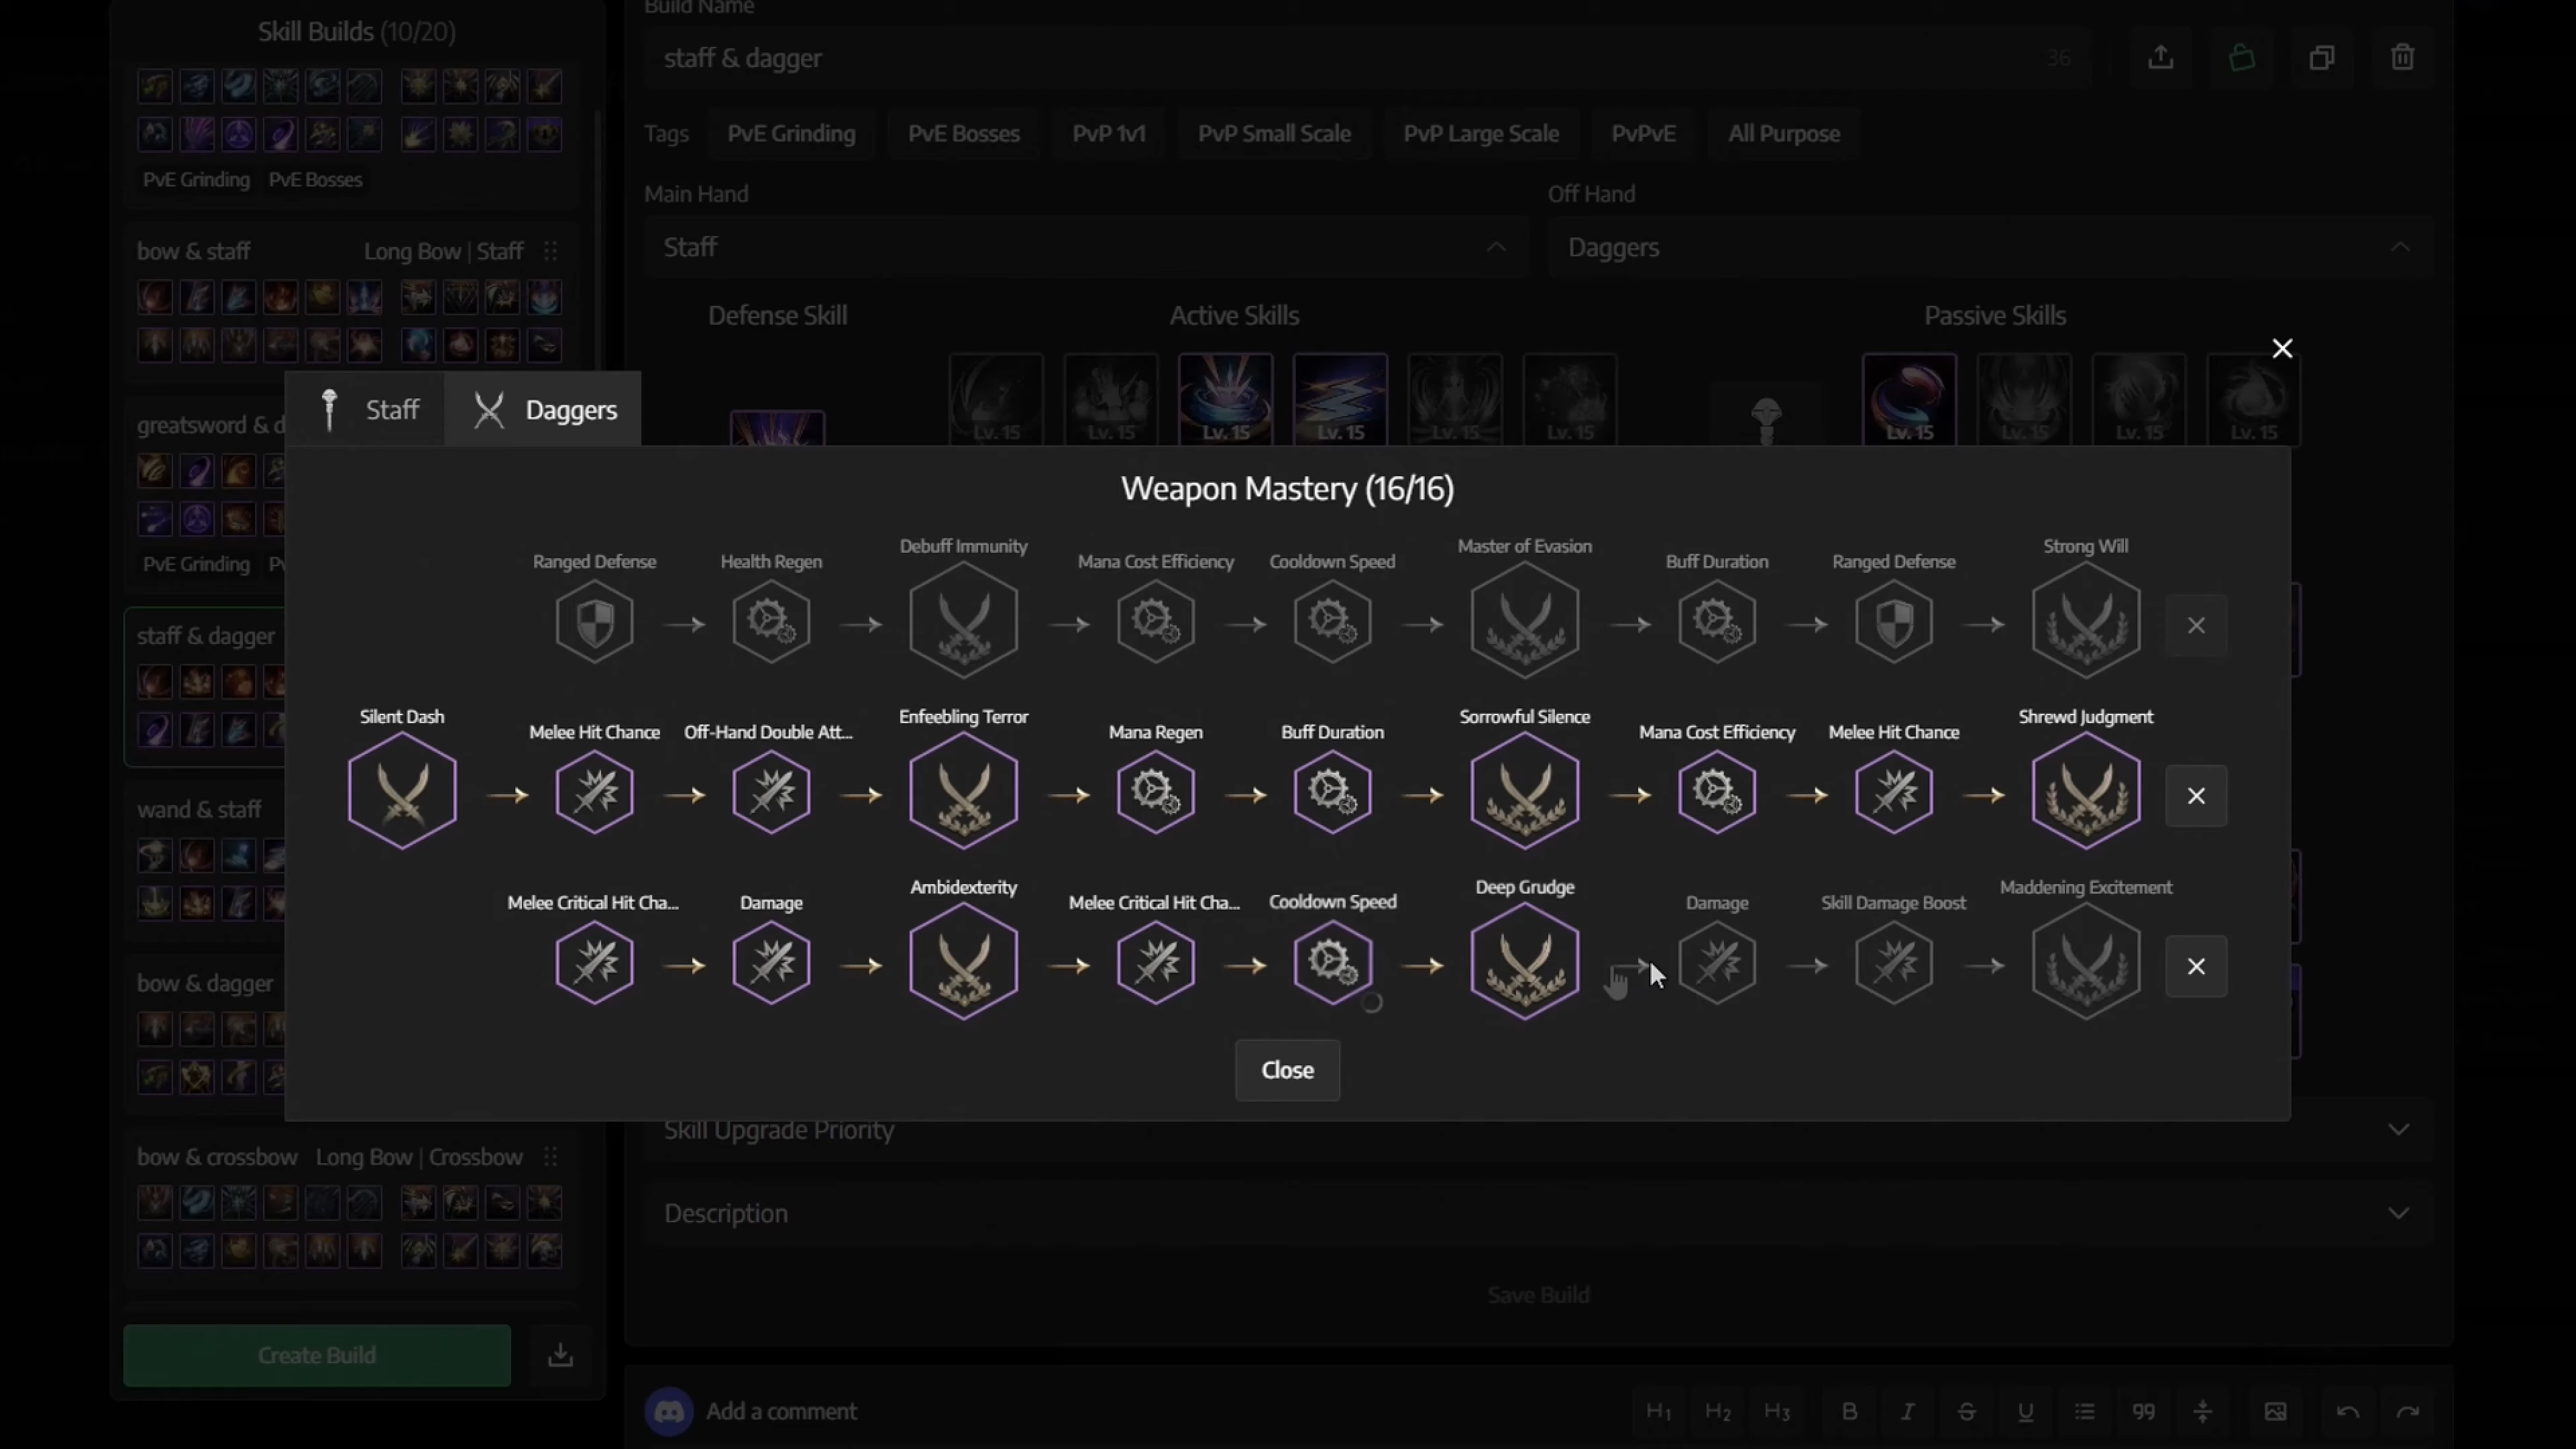 Skill Builds (10/20)
PvE Grinding PvE Bosses
bow & staff Long Bow | Staff
greatsword & d
PvE Grinding
staff & dagger
wand & staff
bow & dagger
bow & crossbow Long Bow | Crossbow
Create Build
Build Name
staff & dagger 36
Tags PvE Grinding PvE Bosses PvP 1v1 PvP Small Scale PvP Large Scale PvPvE All Purpose
Main Hand Off Hand
Staff Daggers
Defense Skill Active Skills Passive Skills
Lv. 15 Lv. 15 Lv. 15 Lv. 15 Lv. 15 Lv. 15 Lv. 15 Lv. 15 Lv. 15 Lv. 15
Staff Daggers
Weapon Mastery (16/16)
Ranged Defense Health Regen Debuff Immunity Mana Cost Efficiency Cooldown Speed Master of Evasion Buff Duration Ranged Defense Strong Will
Silent Dash Melee Hit Chance Off-Hand Double Att... Enfeebling Terror Mana Regen Buff Duration Sorrowful Silence Mana Cost Efficiency Melee Hit Chance Shrewd Judgment
Melee Critical Hit Cha... Damage Ambidexterity Melee Critical Hit Cha... Cooldown Speed Deep Grudge Damage Skill Damage Boost Maddening Excitement
Close
Skill Upgrade Priority
Description
Save Build
Add a comment H1 H2 H3 B I S U 99